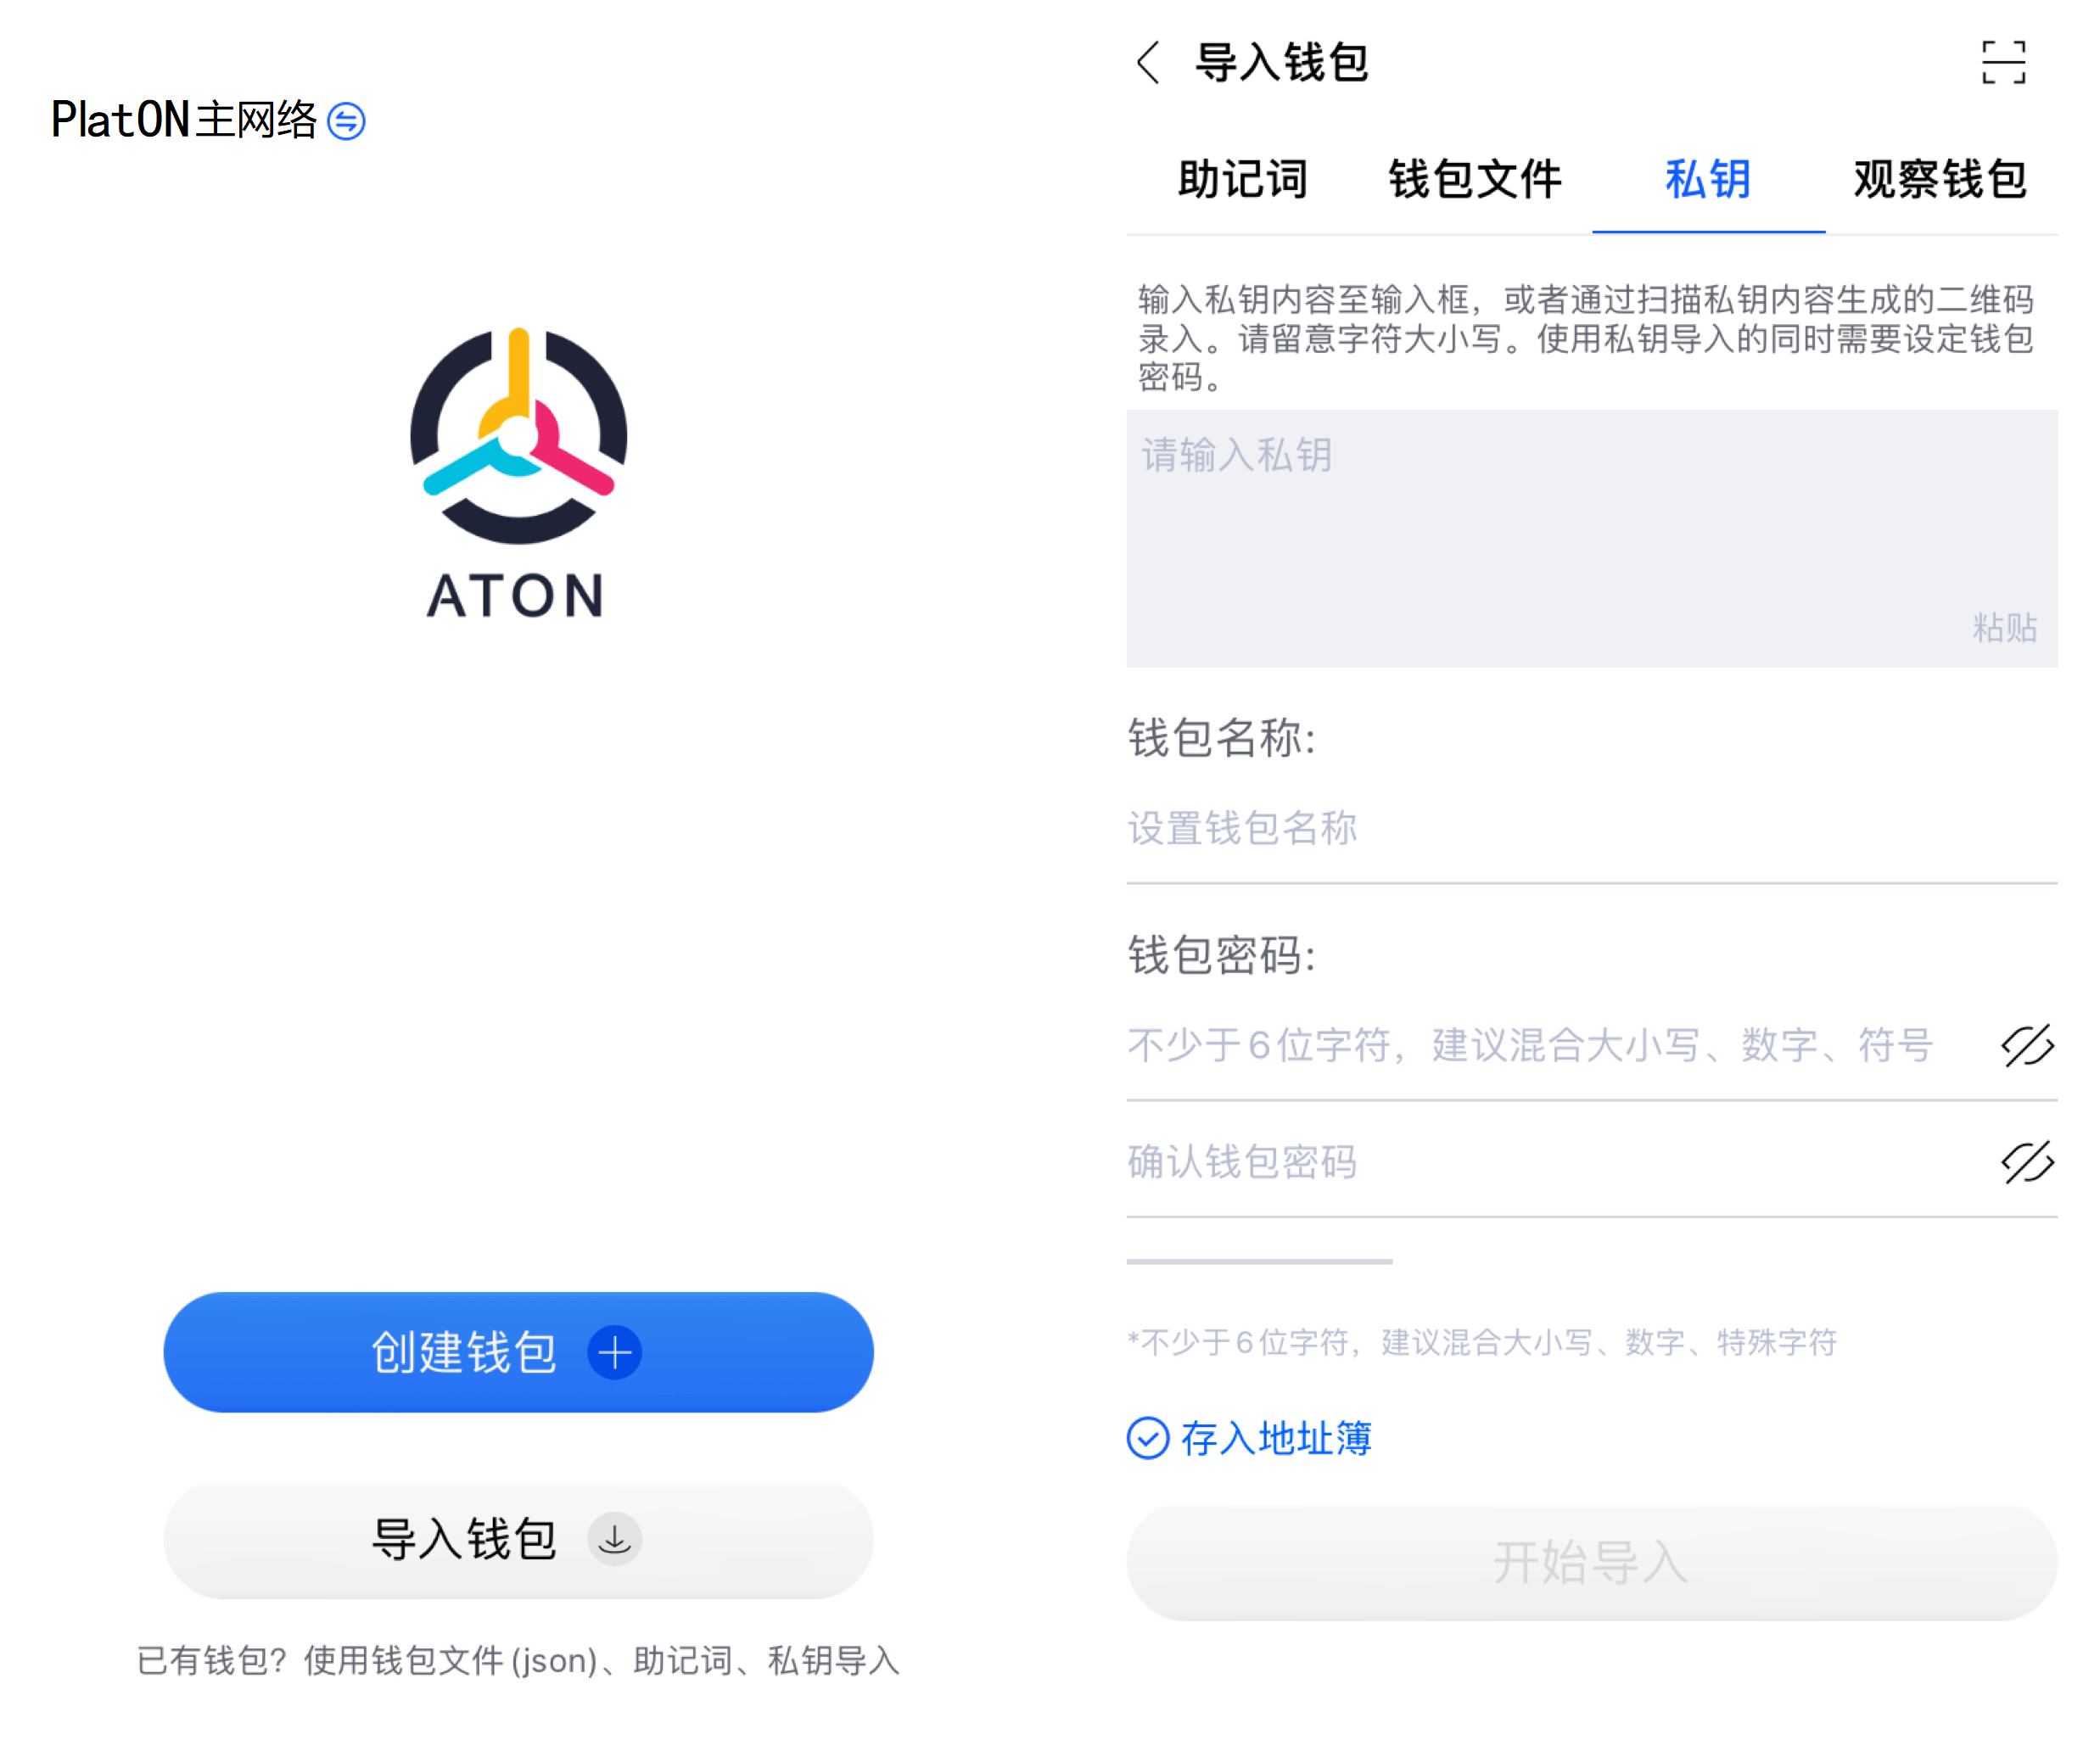 PlatON主网络
ATON
创建钱包
导入钱包
已有钱包？使用钱包文件(json)、助记词、私钥导入
导入钱包
助记词 钱包文件 私钥 观察钱包
输入私钥内容至输入框，或者通过扫描私钥内容生成的二维码
录入。请留意字符大小写。使用私钥导入的同时需要设定钱包
密码。
请输入私钥
粘贴
钱包名称:
设置钱包名称
钱包密码:
不少于6位字符，建议混合大小写、数字、符号
确认钱包密码
*不少于6位字符，建议混合大小写、数字、特殊字符
存入地址簿
开始导入